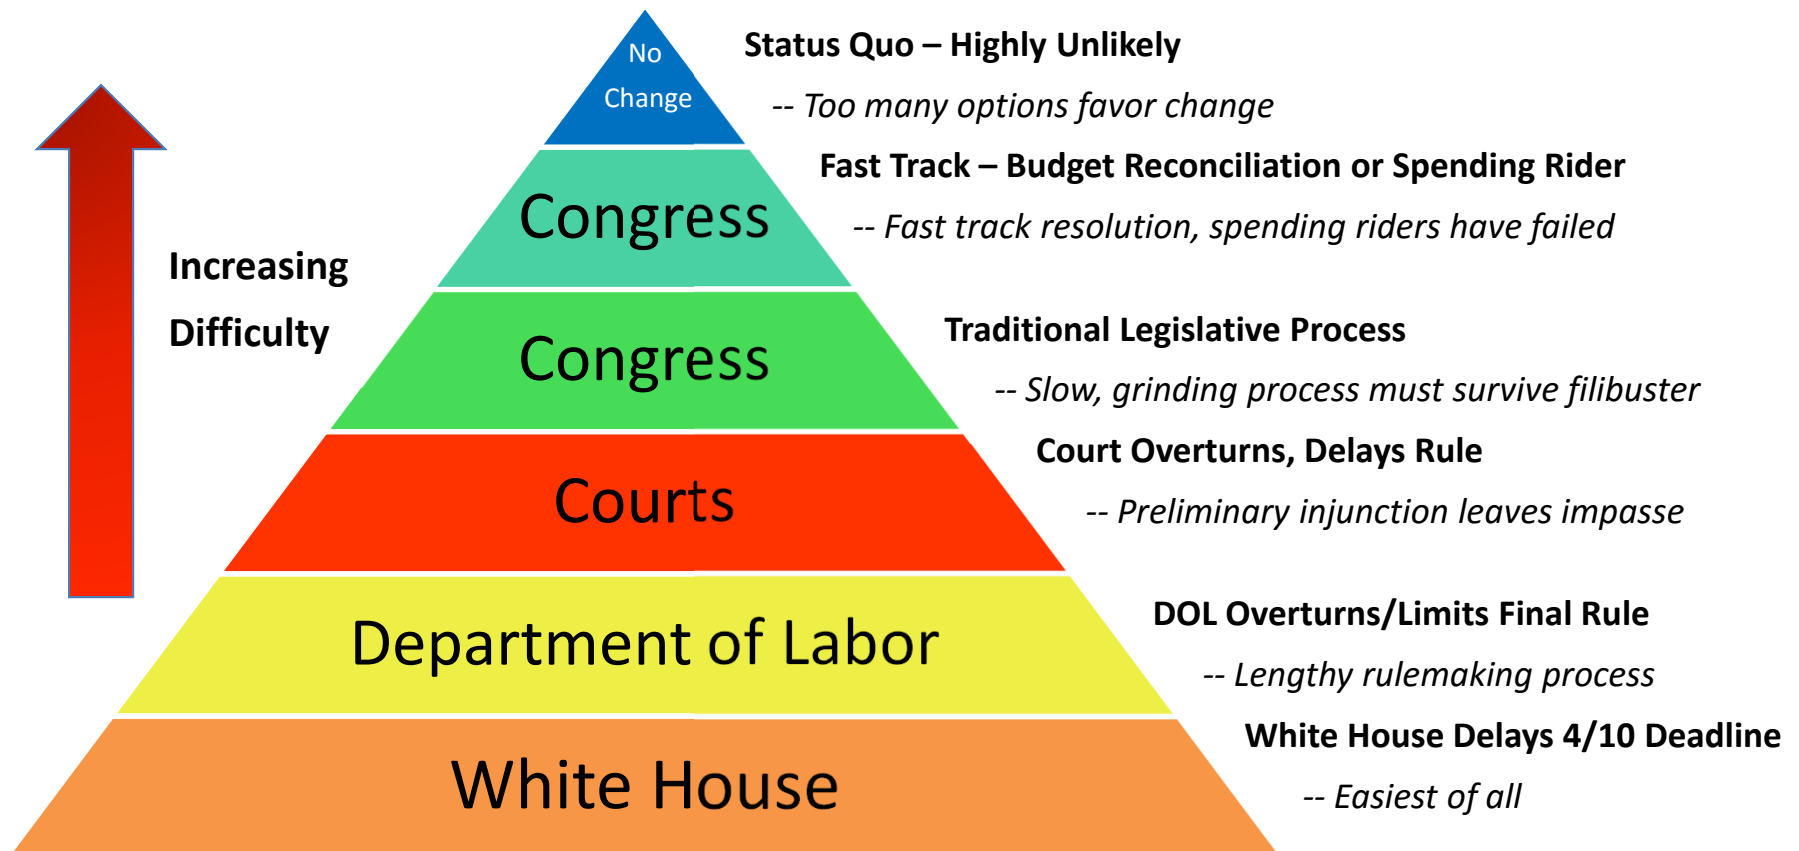 No
Change
Status Quo – Highly Unlikely
-- Too many options favor change
Fast Track – Budget Reconciliation or Spending Rider
Congress
-- Fast track resolution, spending riders have failed
Increasing
Difficulty
Congress
Traditional Legislative Process
-- Slow, grinding process must survive filibuster
Court Overturns, Delays Rule
Courts
-- Preliminary injunction leaves impasse
DOL Overturns/Limits Final Rule
Department of Labor
-- Lengthy rulemaking process
White House Delays 4/10 Deadline
White House
-- Easiest of all